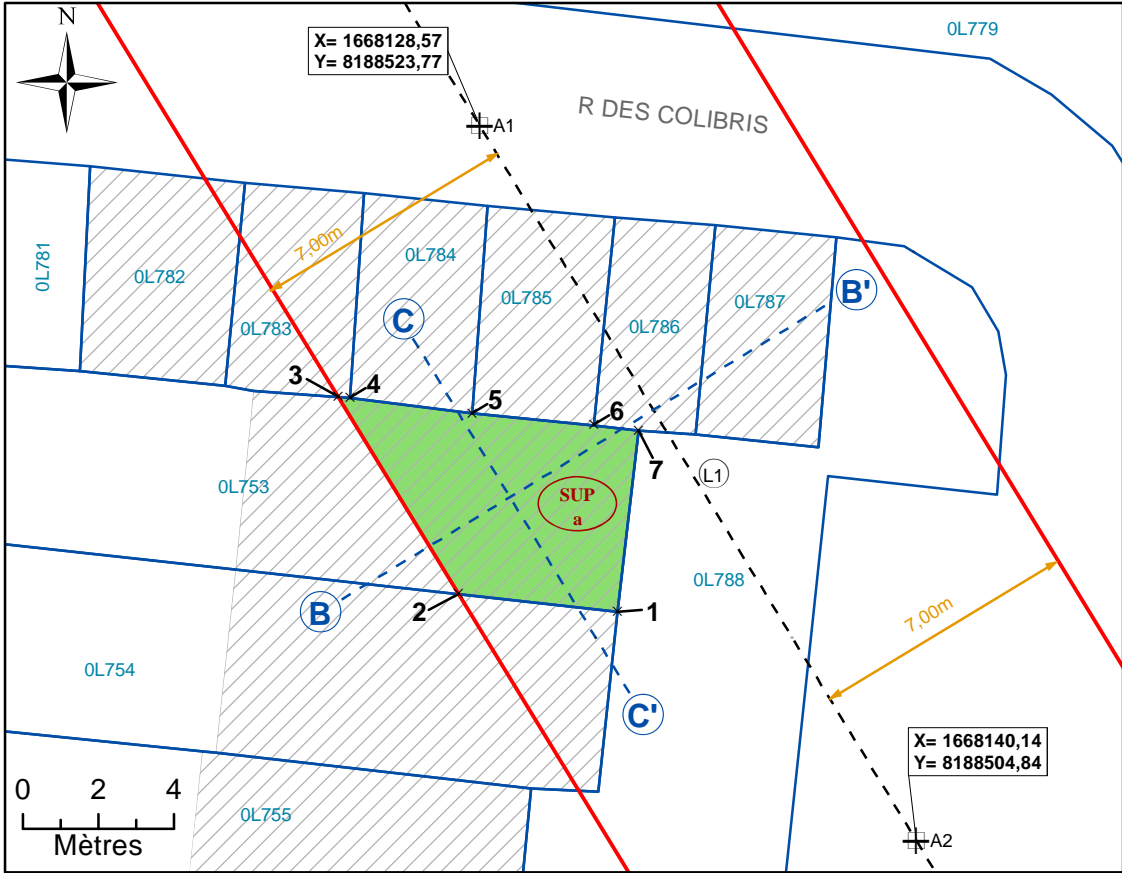 N
X= 1668128,57
Y= 8188523,77
0L779
R DES COLIBRIS
A1
7,00m
0L781
0L782
0L783
0L784
0L785
0L786
0L787
B'
C
3
4
5
6
7
L1
0L753
SUP
a
0L788
B
2
1
7,00m
0L754
C'
X= 1668140,14
Y= 8188504,84
0 2 4
Mètres
0L755
A2